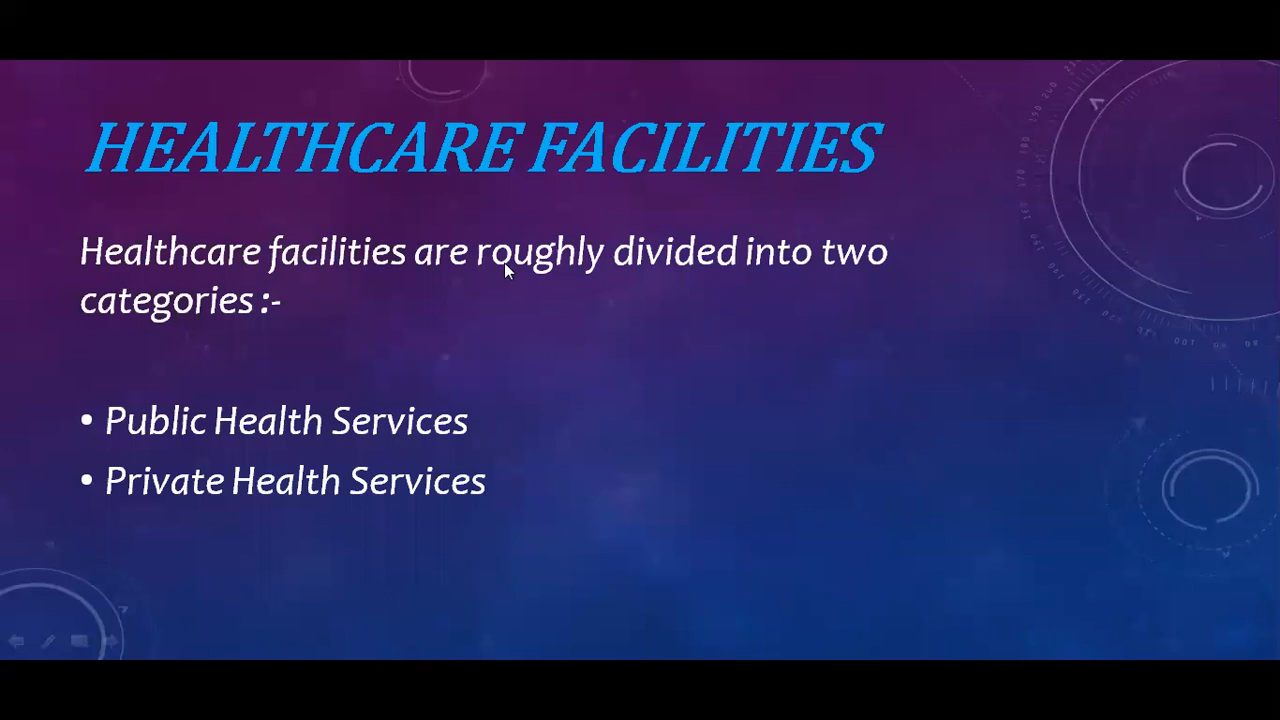 HEALTHCARE FACILITIES
Healthcare facilities are roughly divided into two
categories :-
• Public Health Services
• Private Health Services